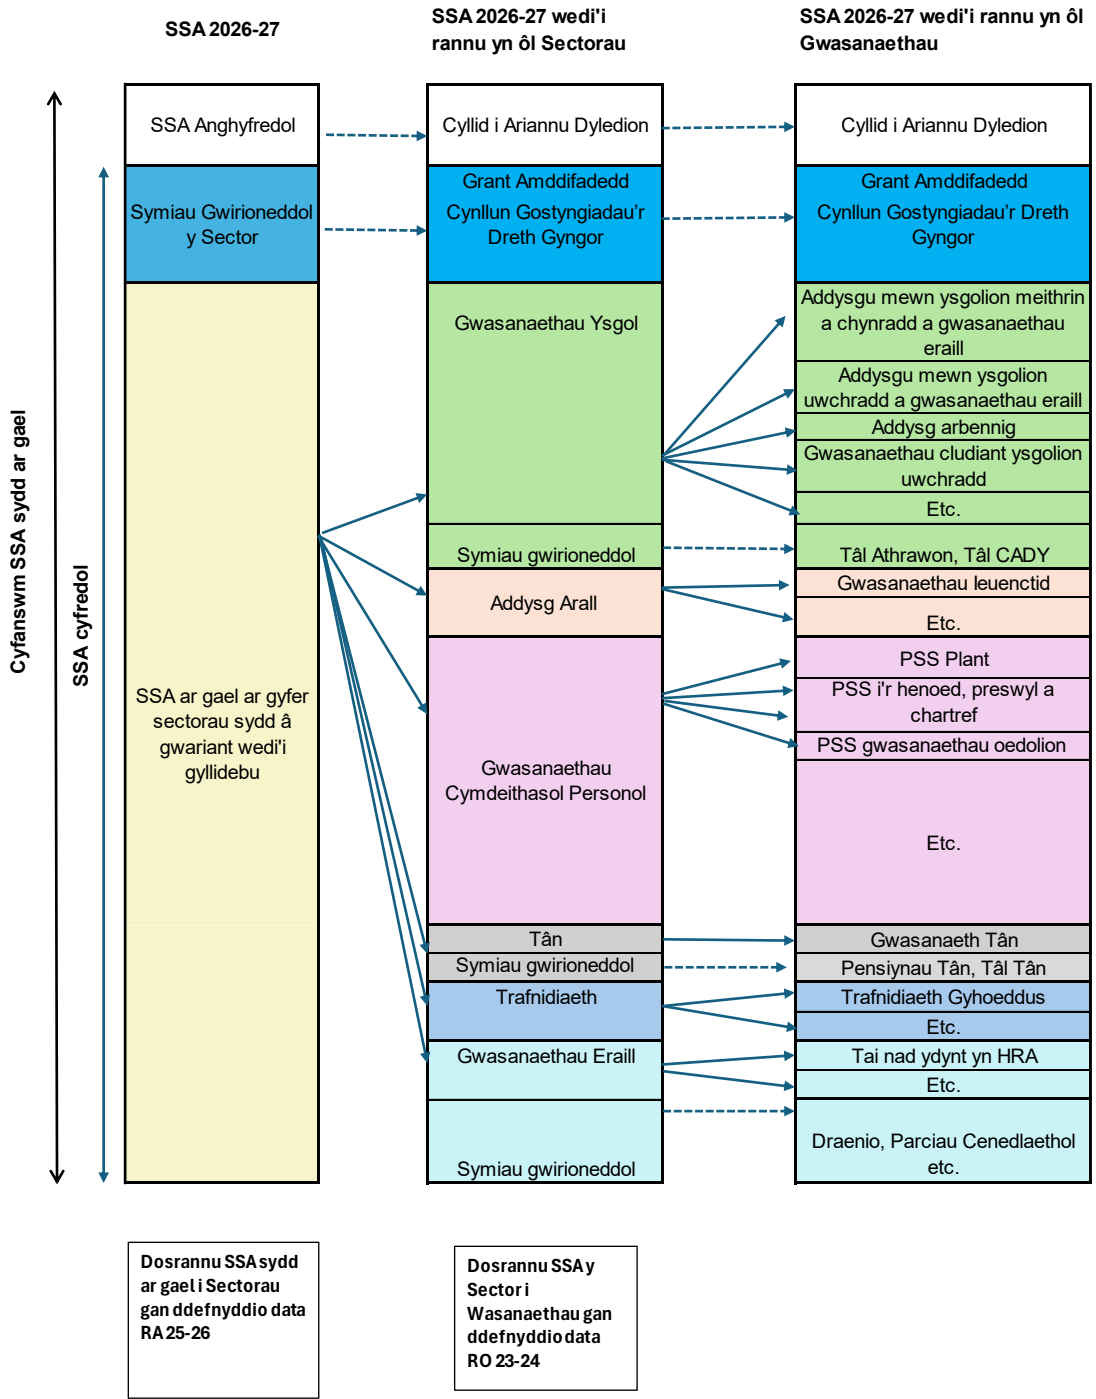 SSA 2026-27
SSA 2026-27 wedi'i
rannu yn ôl Sectorau
SSA 2026-27 wedi'i rannu yn ôl
Gwasanaethau
Cyfanswm SSA sydd ar gael
SSA cyfredol
SSA Anghyfredol
Symiau Gwirioneddol
y Sector
SSA ar gael ar gyfer
sectorau sydd â
gwariant wedi'i
gyllidebu
Cyllid i Ariannu Dyledion
Grant Amddifadedd
Cynllun Gostyngiadau’r
Dreth Gyngor
Gwasanaethau Ysgol
Symiau gwirioneddol
Addysg Arall
Gwasanaethau
Cymdeithasol Personol
Tân
Symiau gwirioneddol
Trafnidiaeth
Gwasanaethau Eraill
Symiau gwirioneddol
Cyllid i Ariannu Dyledion
Grant Amddifadedd
Cynllun Gostyngiadau’r Dreth
Gyngor
Addysgu mewn ysgolion meithrin
a chynradd a gwasanaethau
eraill
Addysgu mewn ysgolion
uwchradd a gwasanaethau eraill
Addysg arbennig
Gwasanaethau cludiant ysgolion
uwchradd
Etc.
Tâl Athrawon, Tâl CADY
Gwasanaethau Ieuenctid
Etc.
PSS Plant
PSS i'r henoed, preswyl a
chartref
PSS gwasanaethau oedolion
Etc.
Gwasanaeth Tân
Pensiynau Tân, Tâl Tân
Trafnidiaeth Gyhoeddus
Etc.
Tai nad ydynt yn HRA
Etc.
Draenio, Parciau Cenedlaethol
etc.
Dosrannu SSA sydd
ar gael i Sectorau
gan ddefnyddio data
RA 25-26
Dosrannu SSA y
Sector i
Wasanaethau gan
ddefnyddio data
RO 23-24